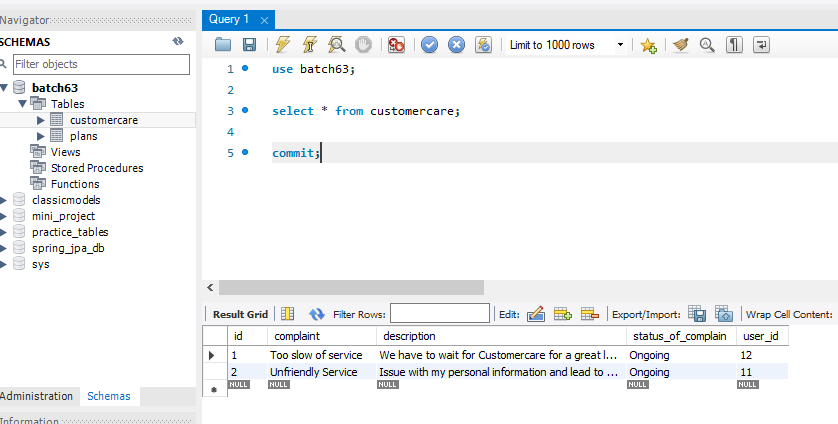 Navigator
SCHEMAS
Filter objects
batch63
Tables
customercare
plans
Views
Stored Procedures
Functions
classicmodels
mini_project
practice_tables
spring_jpa_db
sys
Administration Schemas
Information
Query 1
Limit to 1000 rows
1 use batch63;
2
3 select * from customercare;
4
5 commit;
Result Grid Filter Rows: Edit: Export/Import: Wrap Cell Content:
id complaint description status_of_complain user_id
1 Too slow of service We have to wait for Customercare for a great l... Ongoing 12
2 Unfriendly Service Issue with my personal information and lead to ... Ongoing 11
NULL NULL NULL NULL NULL